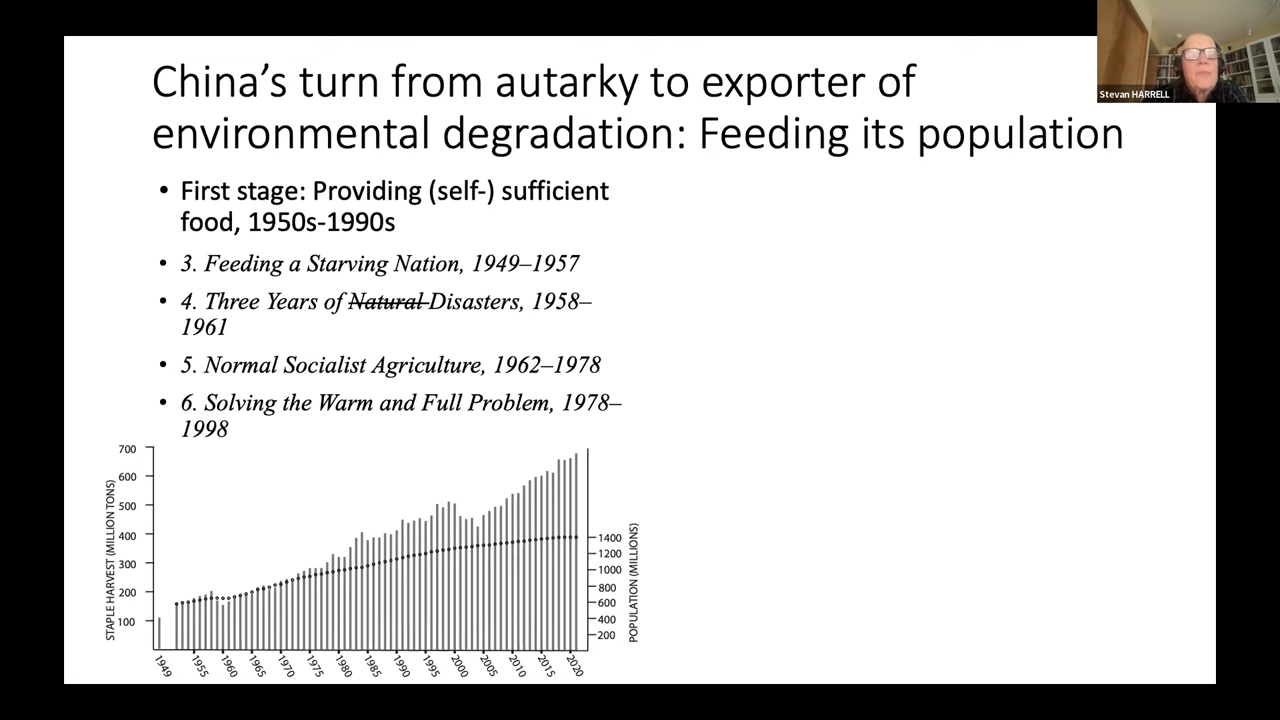 China's turn from autarky to exporter of
environmental degradation: Feeding its population
Stevan HARRELL
• First stage: Providing (self-) sufficient
food, 1950s-1990s
• 3. Feeding a Starving Nation, 1949–1957
• 4. Three Years of Natural Disasters, 1958–
1961
• 5. Normal Socialist Agriculture, 1962–1978
• 6. Solving the Warm and Full Problem, 1978–
1998
STAPLE HARVEST (MILLION TONS)
700
600
500
400
300
200
100
1400
1200
1000
800
600
400
200
POPULATION (MILLIONS)
1949
1955
1960
1965
1970
1975
1980
1985
1990
1995
2000
2005
2010
2015
2020